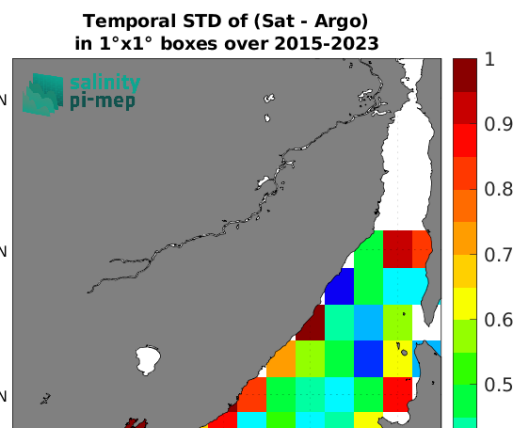 Temporal STD of (Sat - Argo)
in 1°x1° boxes over 2015-2023
salinity
pi-mep
1
0.9
0.8
0.7
0.6
0.5
N
N
N